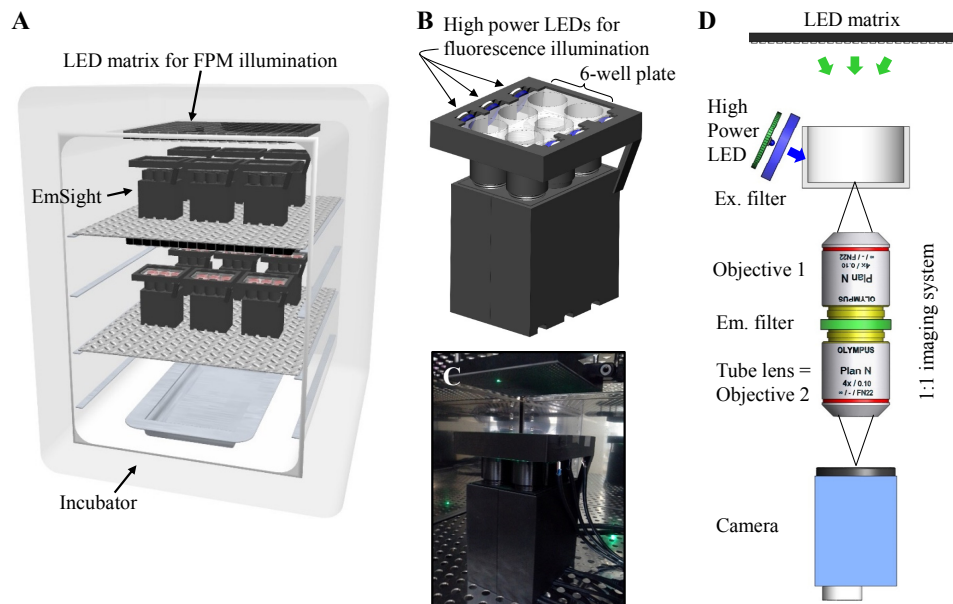 A
LED matrix for FPM illumination
EmSight
Incubator
B
High power LEDs for
fluorescence illumination
6-well plate
C
D
LED matrix
High
Power
LED
Ex. filter
Objective 1
Plan N
4x / 0.10
∞ / - / FN22
OLYMPUS
Em. filter
OLYMPUS
Plan N
4x / 0.10
∞ / - / FN22
Tube lens =
Objective 2
1:1 imaging system
Camera